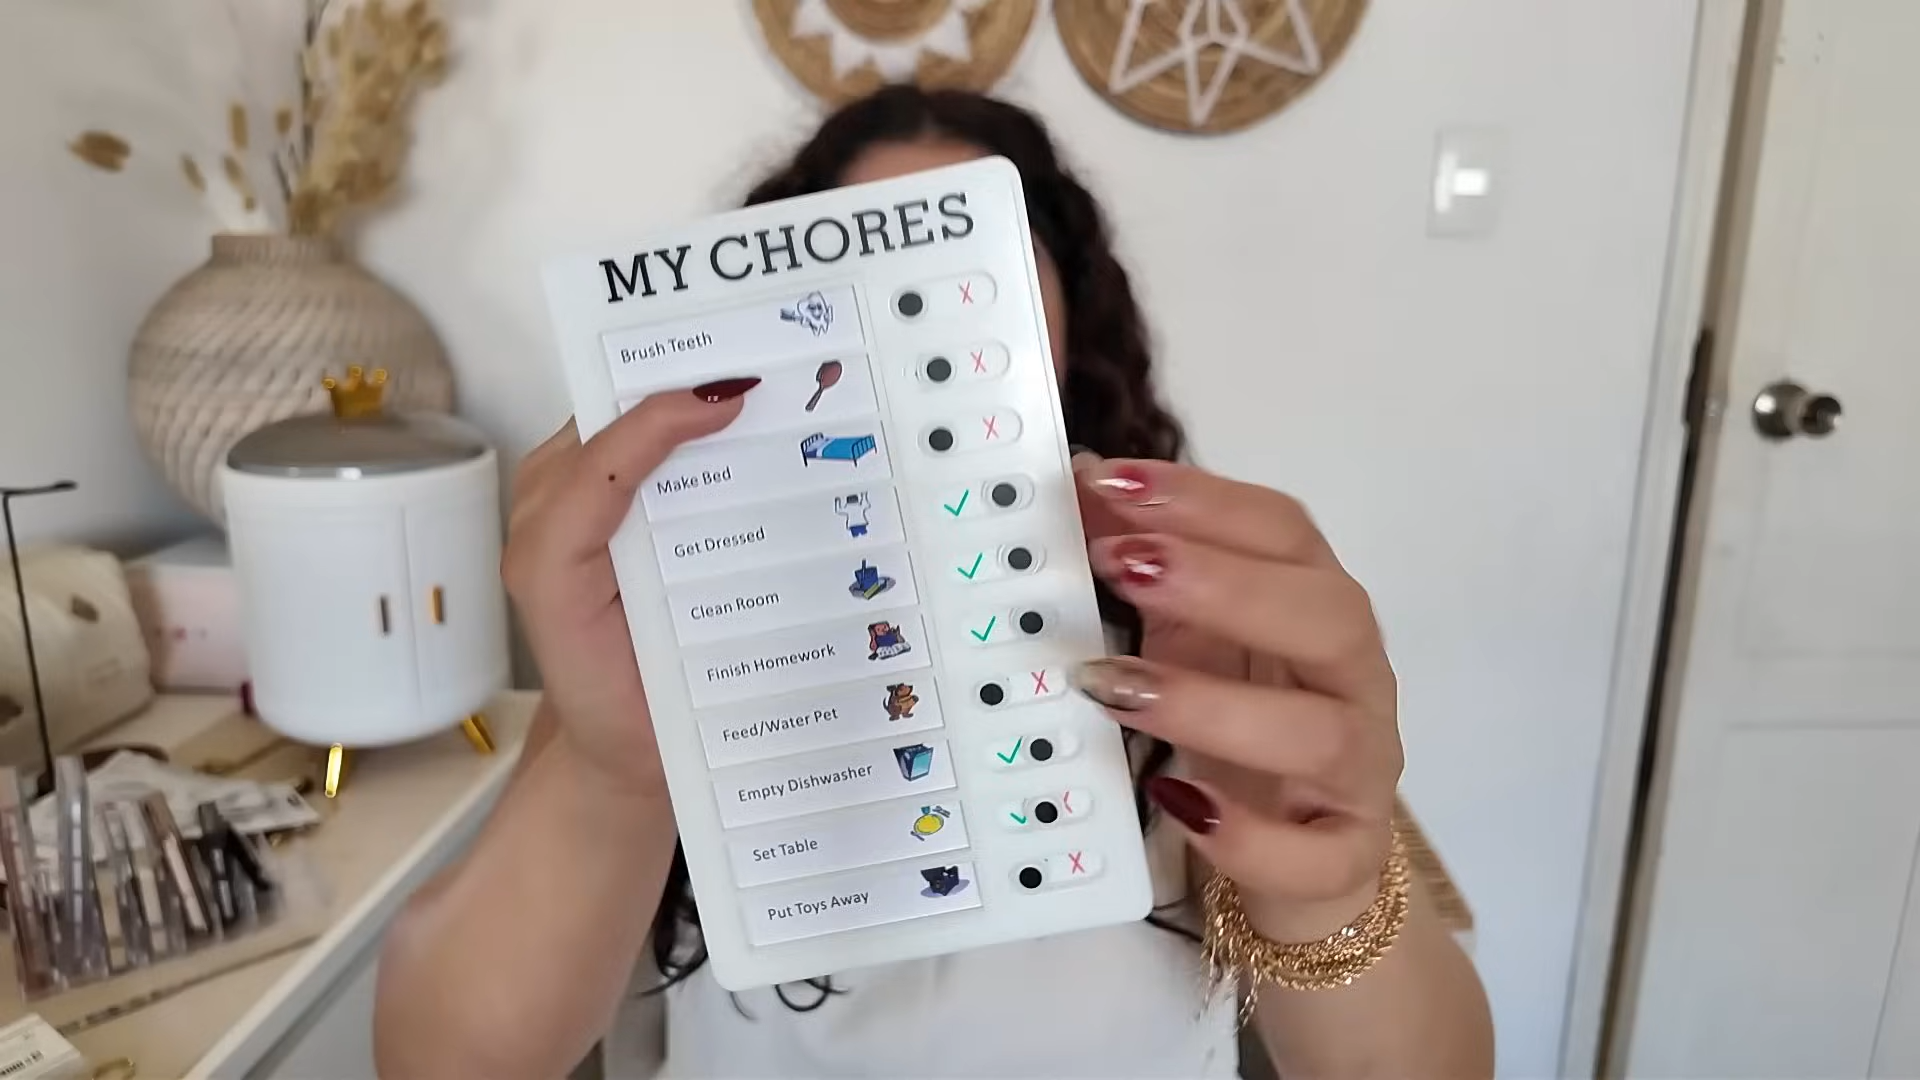 MY CHORES
Brush Teeth X
X
Make Bed X
Get Dressed ✓
Clean Room ✓
Finish Homework ✓
Feed/Water Pet X
Empty Dishwasher ✓
Set Table ✓
Put Toys Away X